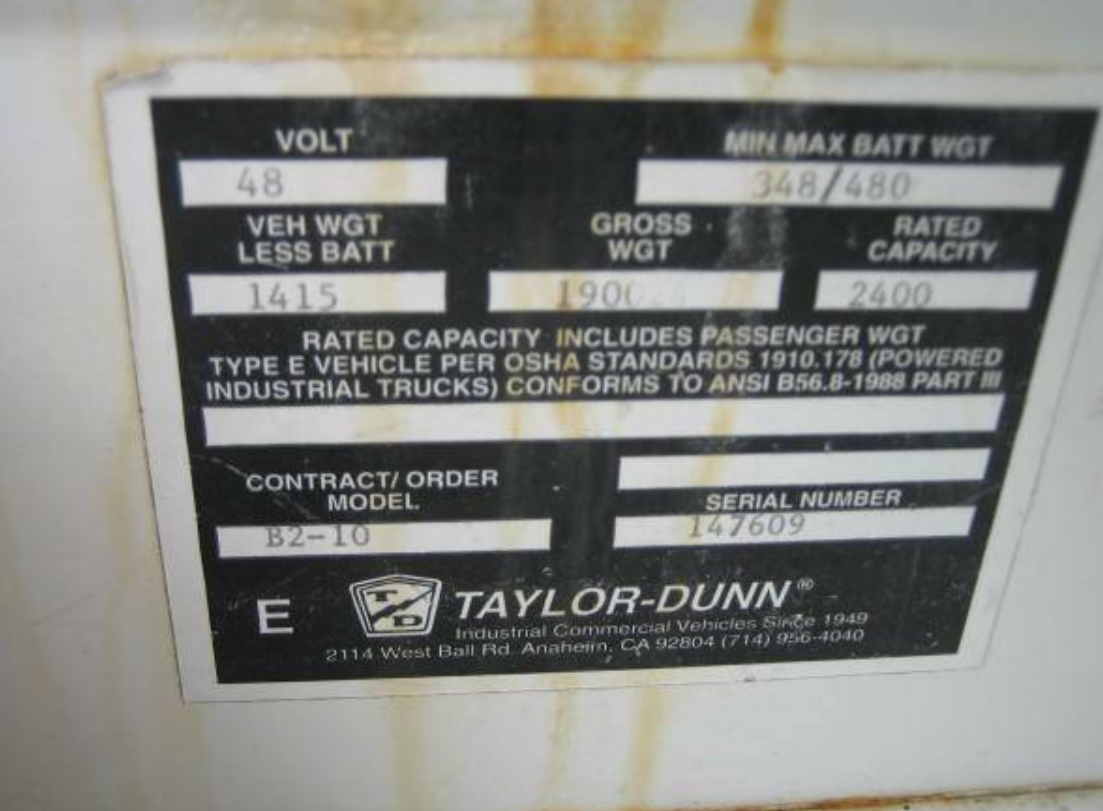 VOLT
MIN MAX BATT WGT
48
348/480
VEH WGT
LESS BATT
GROSS
WGT
RATED
CAPACITY
1415
2400
RATED CAPACITY INCLUDES PASSENGER WGT
TYPE E VEHICLE PER OSHA STANDARDS 1910.178 (POWERED
INDUSTRIAL TRUCKS) CONFORMS TO ANSI B56.8-1988 PART III
CONTRACT/ ORDER
MODEL
SERIAL NUMBER
B2-10
147609
E
T/D
TAYLOR-DUNN®
Industrial Commercial Vehicles Since 1949
2114 West Ball Rd. Anaheim, CA 92804 (714) 956-4040